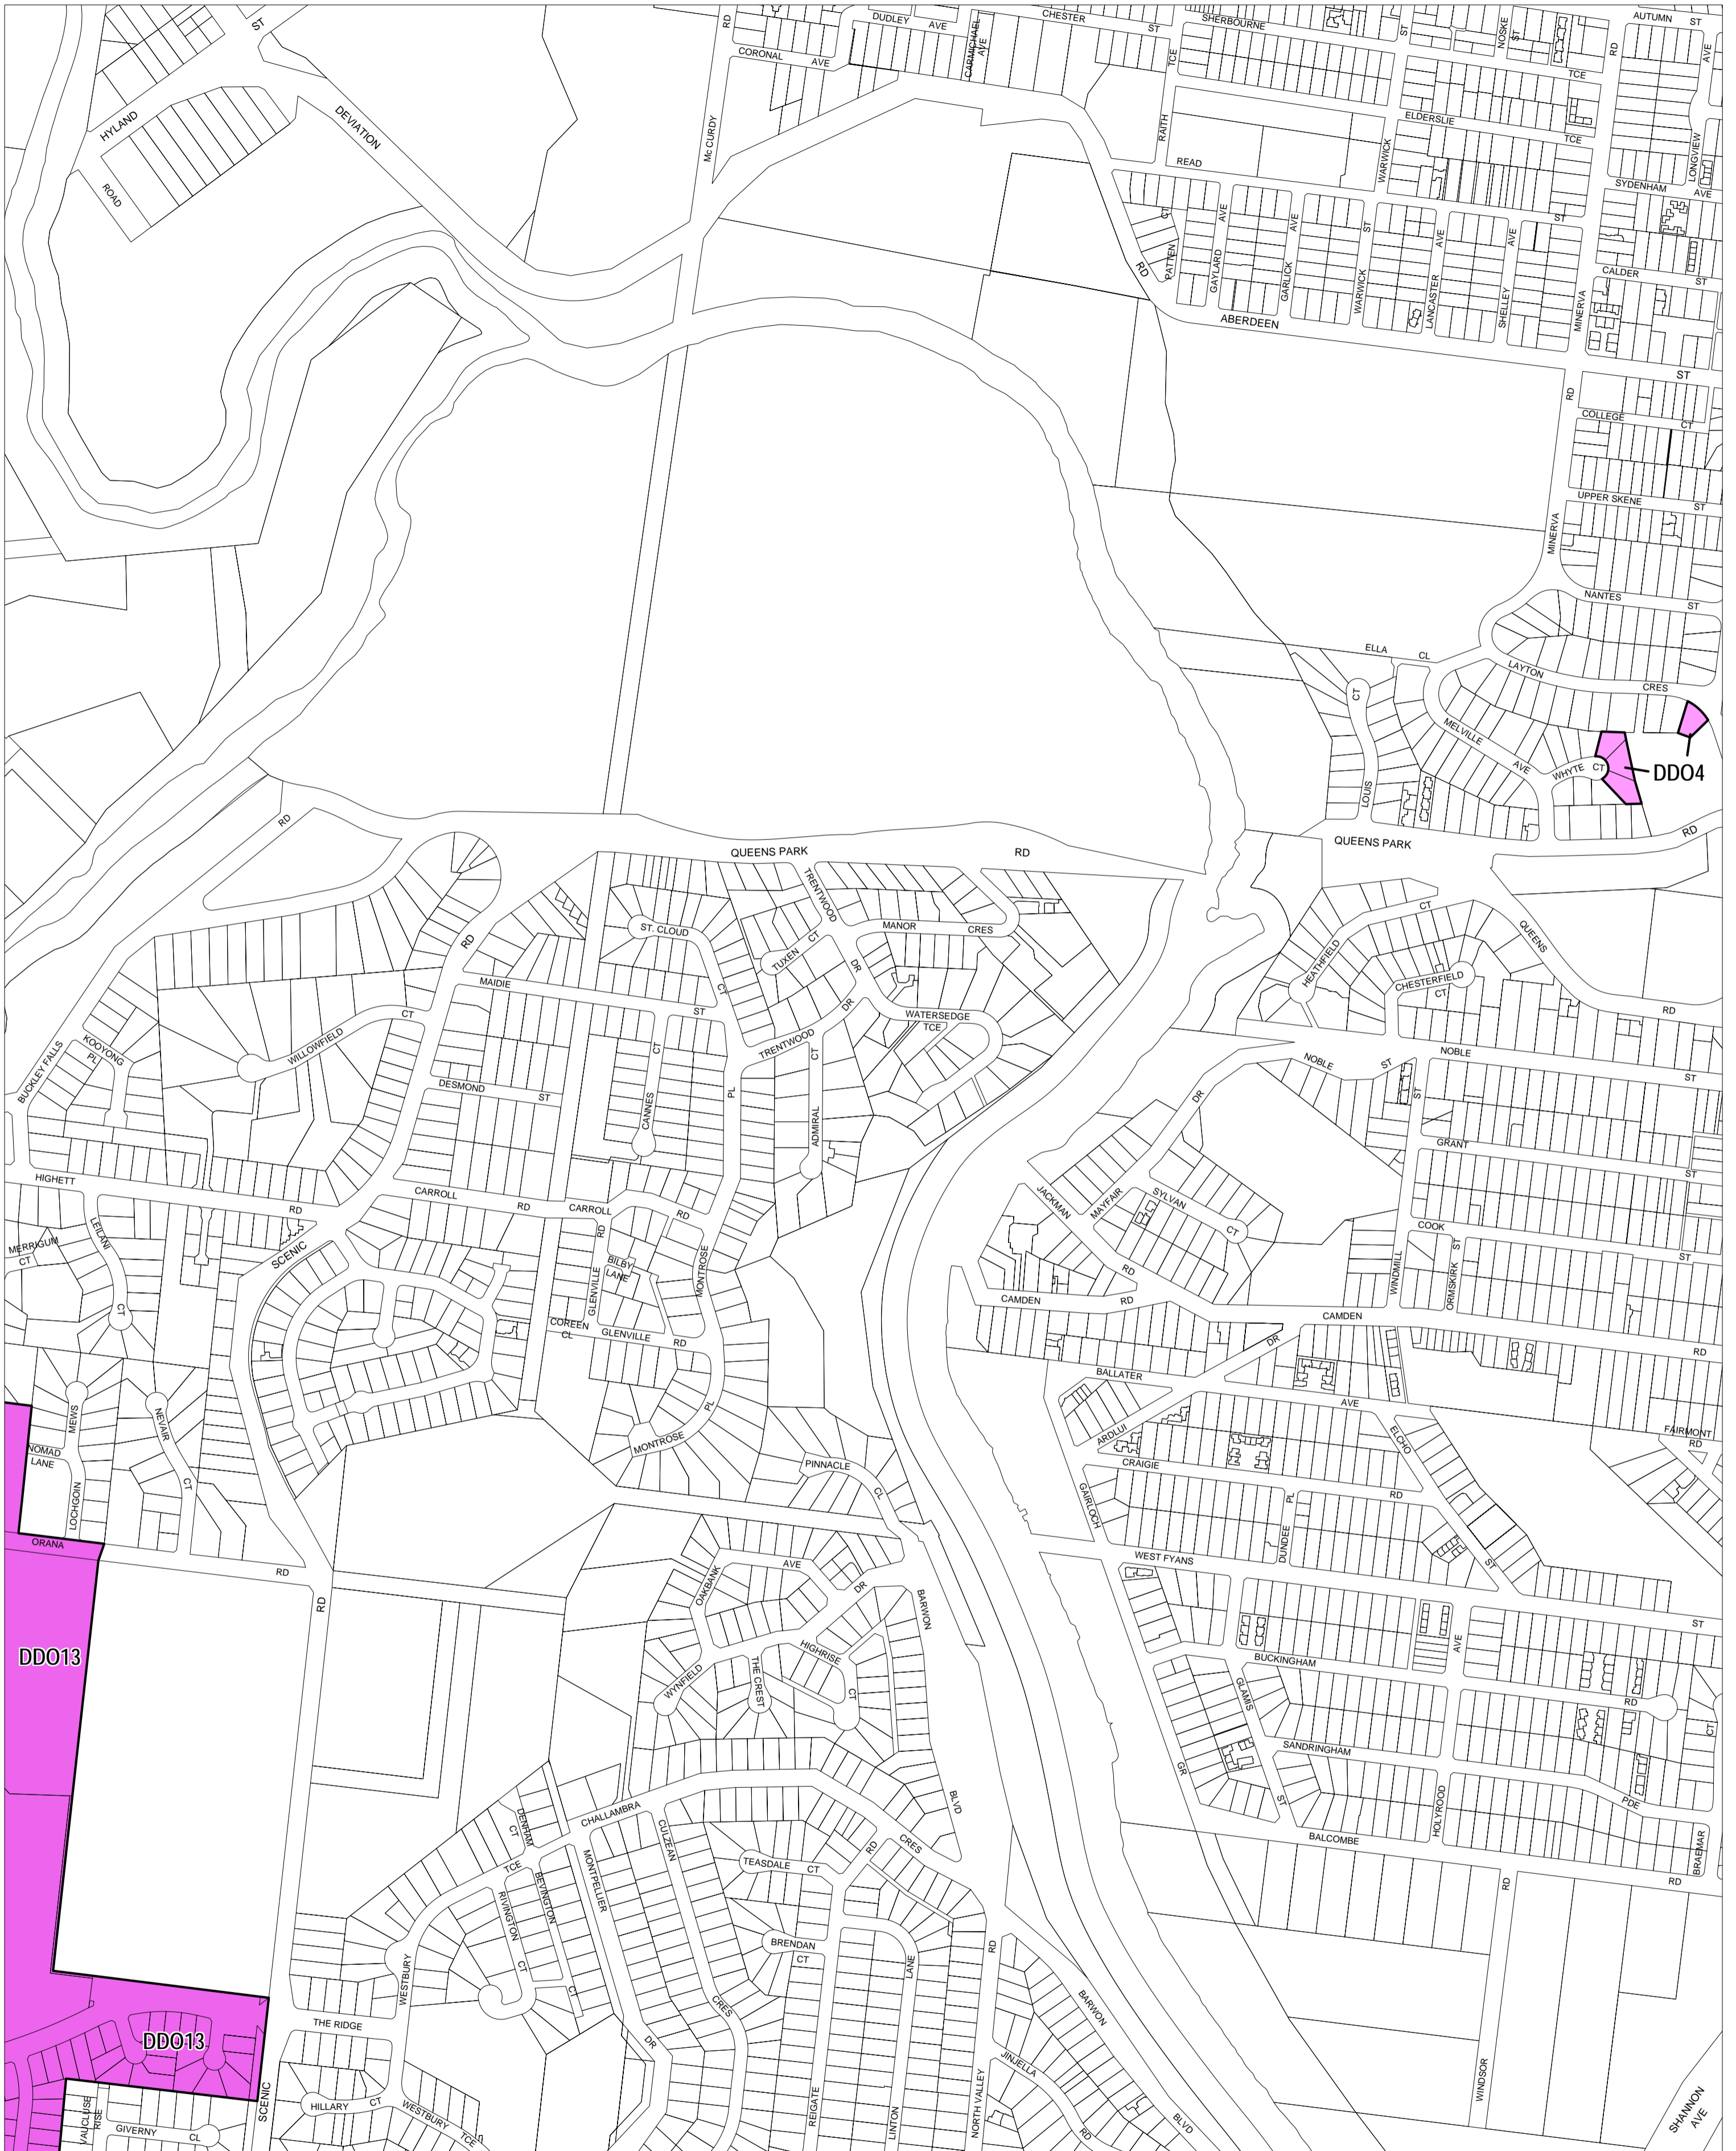 ST
RD
DUDLEY
AVE
CARMICHAEL
AVE
CHESTER
ST
SHERBOURNE
ST
NOSKE
ST
AUTUMN ST
CORONAL AVE
TCE
TCE
RD
AVE
HYLAND
DEVIATION
Mc CURDY
RAITH
ELDERSLIE
TCE
READ
WARWICK
LONGVIEW
ROAD
SYDENHAM
AVE
ST
PATTEN
CT
RD
GAYLARD
AVE
GARLICK
AVE
WARWICK
ST
LANCASTER
AVE
SHELLEY
AVE
MINERVA
CALDER
ST
ABERDEEN
ST
RD
COLLEGE
CT
UPPER SKENE
ST
MINERVA
NANTES
ST
ELLA CL
LAYTON
CRES
CT
MELVILLE
AVE
WHYTE CT
DDO4
LOUIS
RD
RD
QUEENS PARK
RD
QUEENS PARK
TRENTWOOD
CT
QUEENS
ST. CLOUD
MANOR
CRES
RD
TUXEN CT
DR
HEATHFIELD
CHESTERFIELD
CT
MAIDIE
ST
CT
DR
WATERSEDGE
TCE
RD
WILLOWFIELD
CT
TRENTWOOD
CT
NOBLE
ST
NOBLE
ST
KOOYONG
PL
BUCKLEY FALLS
DESMOND
ST
CANNES
CT
PL
ADMIRAL
DR
ST
GRANT
ST
HIGHETT
RD
CARROLL
RD
CARROLL
RD
JACKMAN
MAYFAIR
SYLVAN
CT
COOK
ST
LEILANI
CT
MERRIGUM
CT
SCENIC
RD
GLENVILLE
BILBY
LANE
MONTROSE
RD
WINDMILL
ORMISKIRK
ST
CAMDEN
RD
CAMDEN
RD
COREEN
CL
GLENVILLE
RD
DR
BALLATER
AVE
MEWS
NEVAIR
CT
PL
MONTROSE
ARDLUI
ELCHO
FAIRMONT
RD
NOMAD
LANE
LOCHGOIN
PINNACLE
CL
CRAIGIE
RD
GAIRLOCH
PL
DUNDEE
ST
ORANA
RD
RD
OAKBANK
AVE
DR
WEST FYANS
ST
BARWON
DDO13
WYNFIELD
THE CREST
HIGHRISE
CT
AVE
BUCKINGHAM
RD
GLAMIS
CT
SANDRINGHAM
GR
ST
PDE
BLVD
HOLYROOD
DENHAM
CT
CHALLAMBRA
CRES
CULZEAN
RD
BALCOMBE
RD
BRAEMAR
TCE
MONTPELLIER
BEVINGTON
TEASDALE CT
RD
RIVINGTON
CT
CT
BRENDAN
CT
LANE
RD
WESTBURY
CRES
BARWON
THE RIDGE
DR
DDO13
JINJELLA
RD
WINDSOR
SCENIC
VAUCLUSE
RISE
HILLARY CT
WESTBURY
TCE
REIGATE
LINTON
NORTH VALLEY
BLVD
SHANNON
AVE
GIVERNY
CL